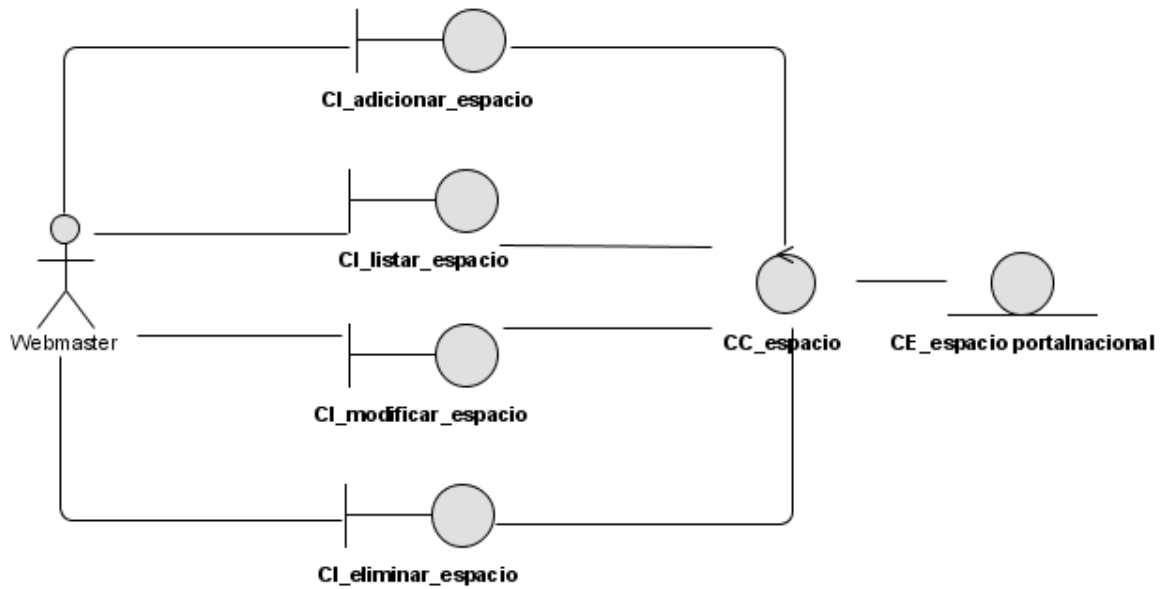 CI_adicionar_espacio
CI_listar_espacio
Webmaster
CC_espacio
CE_espacio portalnacional
CI_modificar_espacio
CI_eliminar_espacio